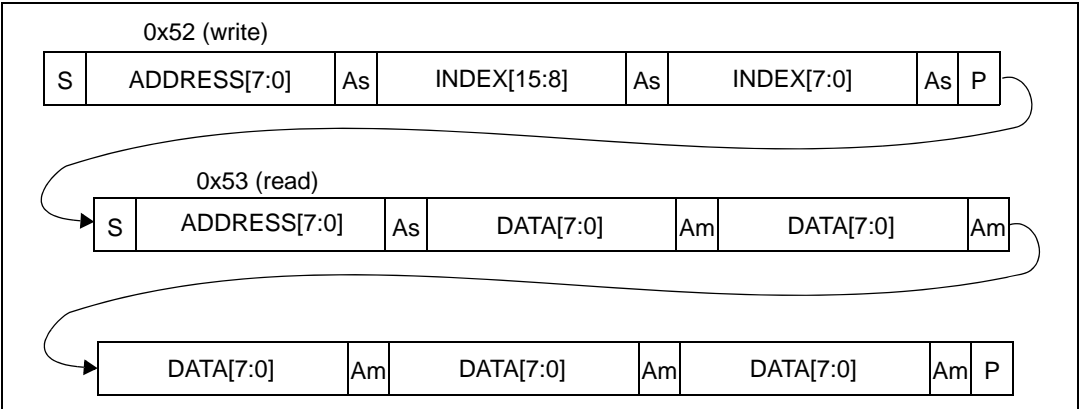 0x52 (write)
S ADDRESS[7:0] As INDEX[15:8] As INDEX[7:0] As P
0x53 (read)
S ADDRESS[7:0] As DATA[7:0] Am DATA[7:0] Am
DATA[7:0] Am DATA[7:0] Am DATA[7:0] Am P